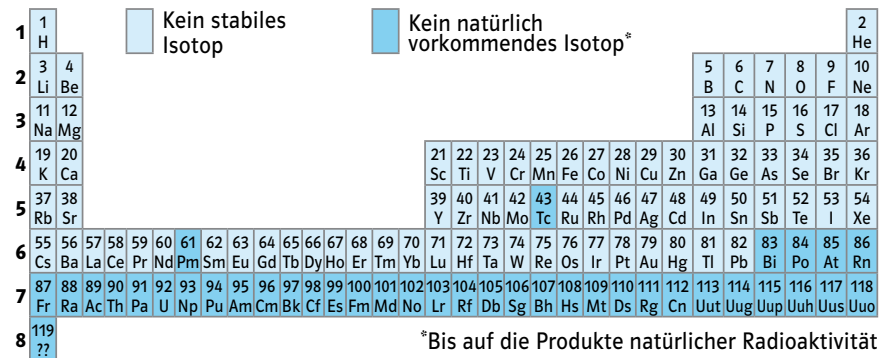 1 2
Kein stabiles Kein natürlich
1 H Isotop vorkommendes Isotop* He
3 4 5 6 7 8 9 10
2 Li Be B C N O F Ne
11 12 13 14 15 16 17 18
3 Na Mg Al Si P S Cl Ar
19 20 21 22 23 24 25 26 27 28 29 30 31 32 33 34 35 36
4 K Ca Sc Ti V Cr Mn Fe Co Ni Cu Zn Ga Ge As Se Br Kr
37 38 39 40 41 42 43 44 45 46 47 48 49 50 51 52 53 54
5 Rb Sr Y Zr Nb Mo Tc Ru Rh Pd Ag Cd In Sn Sb Te I Xe
55 56 57 58 59 60 61 62 63 64 65 66 67 68 69 70 71 72 73 74 75 76 77 78 79 80 81 82 83 84 85 86
6 Cs Ba La Ce Pr Nd Pm Sm Eu Gd Tb Dy Ho Er Tm Yb Lu Hf Ta W Re Os Ir Pt Au Hg Tl Pb Bi Po At Rn
87 88 89 90 91 92 93 94 95 96 97 98 99 100 101 102 103 104 105 106 107 108 109 110 111 112 113 114 115 116 117 118
7 Fr Ra Ac Th Pa U Np Pu Am Cm Bk Cf Es Fm Md No Lr Rf Db Sg Bh Hs Mt Ds Rg Cn Uut Uug Uup Uuh Uus Uuo
119
8 ?? *Bis auf die Produkte natürlicher Radioaktivität